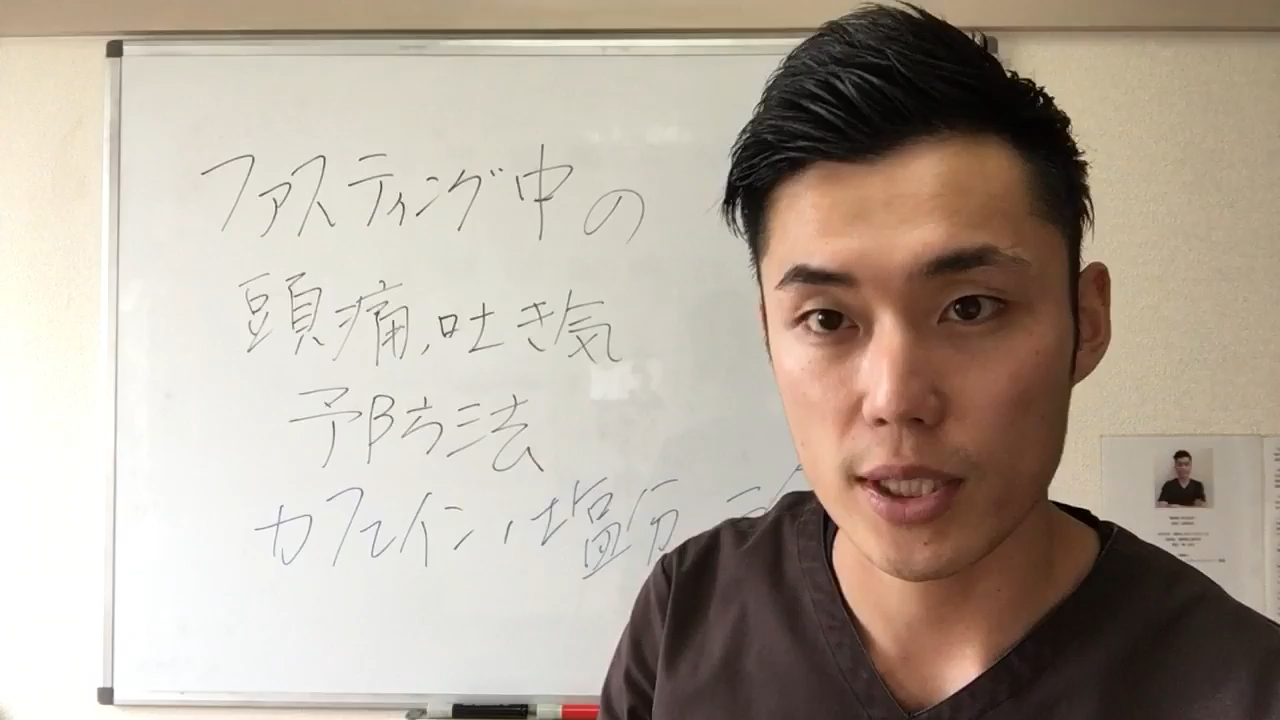 ファスティング中の
頭痛、吐き気
予防法
カフェイン、塩分